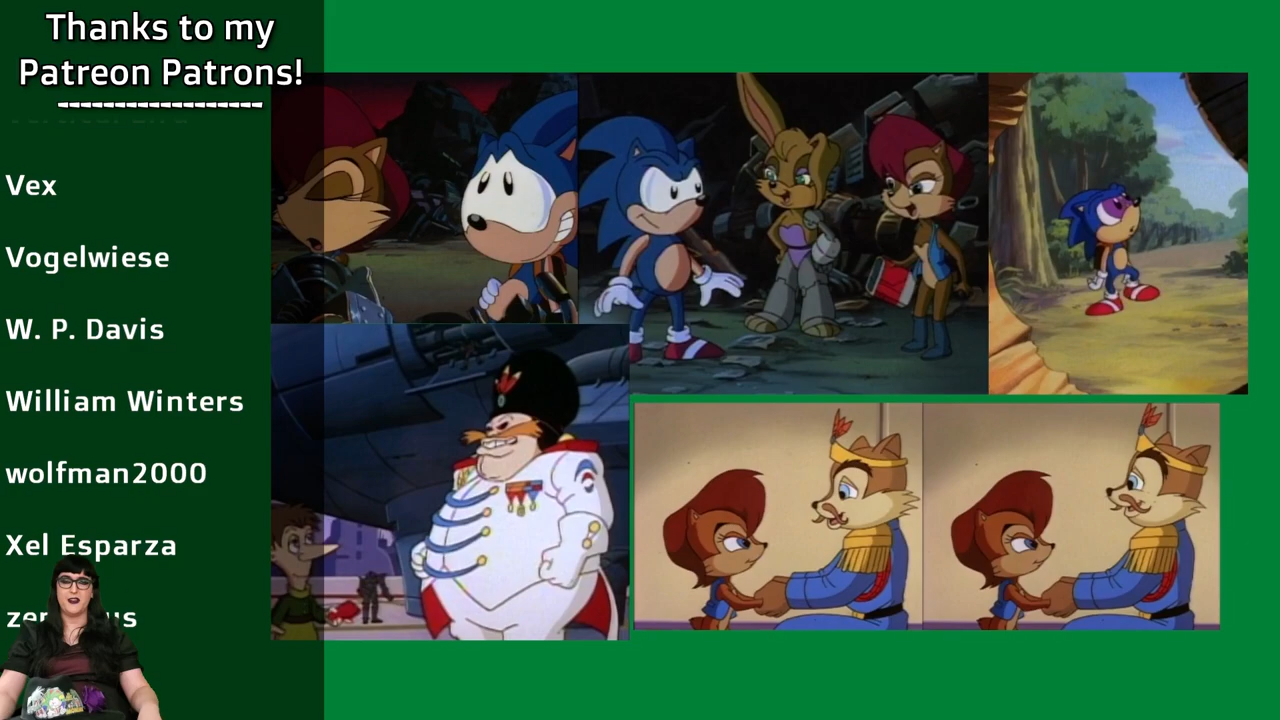 Thanks to my
Patreon Patrons!
Vex
Vogelwiese
W. P. Davis
William Winters
wolfman2000
Xel Esparza